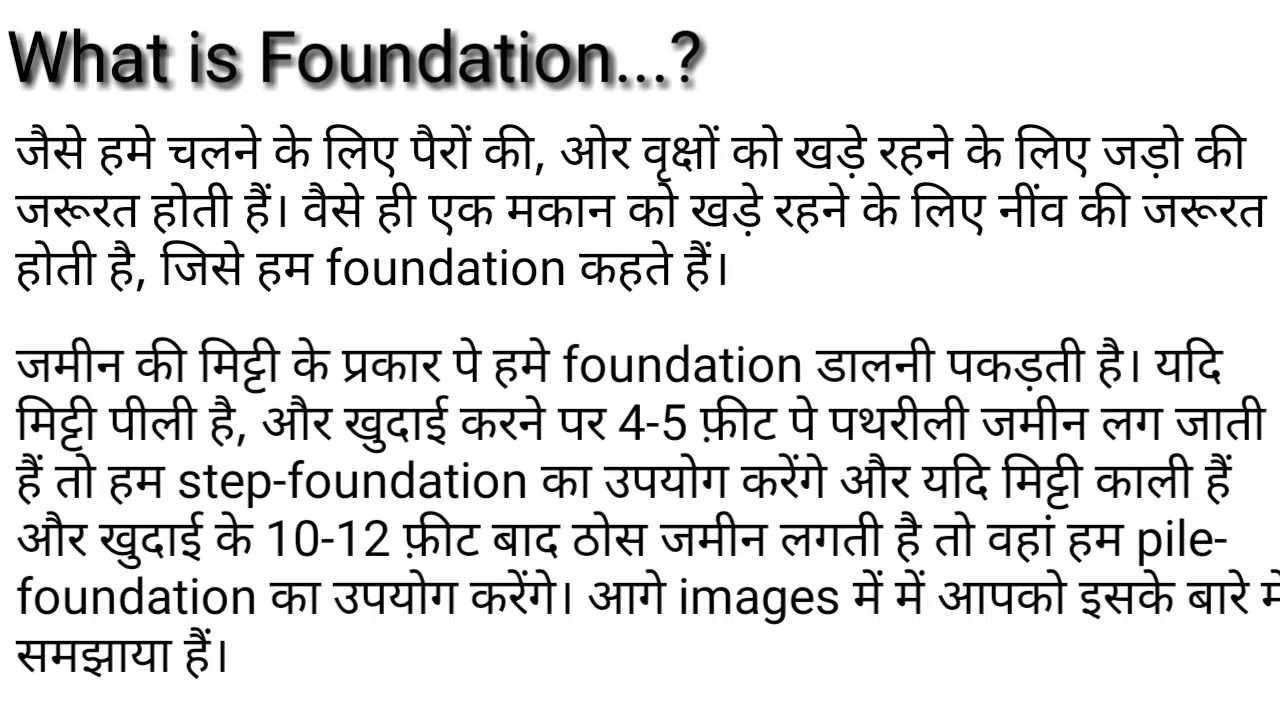 What is Foundation...?
जैसे हमे चलने के लिए पैरों की, ओर वृक्षों को खड़े रहने के लिए जड़ो की
जरूरत होती हैं। वैसे ही एक मकान को खड़े रहने के लिए नींव की जरूरत
होती है, जिसे हम foundation कहते हैं।
जमीन की मिट्टी के प्रकार पे हमे foundation डालनी पकड़ती है। यदि
मिट्टी पीली है, और खुदाई करने पर 4-5 फ़ीट पे पथरीली जमीन लग जाती
हैं तो हम step-foundation का उपयोग करेंगे और यदि मिट्टी काली हैं
और खुदाई के 10-12 फ़ीट बाद ठोस जमीन लगती है तो वहां हम pile-
foundation का उपयोग करेंगे। आगे images में में आपको इसके बारे में
समझाया हैं।